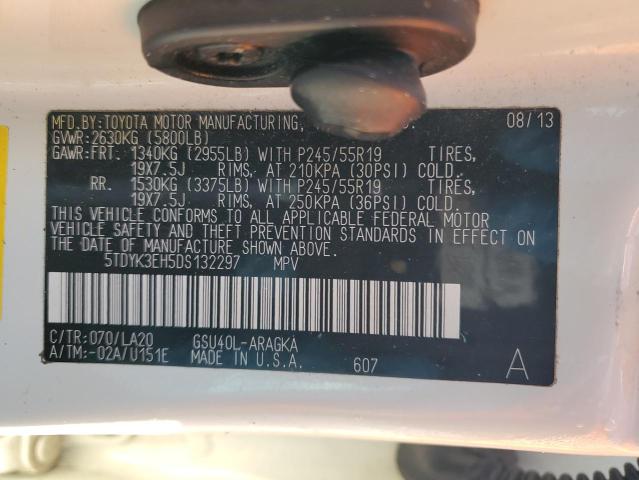 MFD.BY:TOYOTA MOTOR MANUFACTURING, 08/13
GVWR:2630KG (5800LB)
GAWR:FRT. 1340KG (2955LB) WITH P245/55R19 TIRES,
19X7.5J RIMS, AT 210KPA (30PSI) COLD.
RR. 1530KG (3375LB) WITH P245/55R19 TIRES,
19X7.5J RIMS, AT 250KPA (36PSI) COLD.
THIS VEHICLE CONFORMS TO ALL APPLICABLE FEDERAL MOTOR
VEHICLE SAFETY AND THEFT PREVENTION STANDARDS IN EFFECT ON
THE DATE OF MANUFACTURE SHOWN ABOVE.
5TDYK3EH5DS132297 MPV
C/TR:070/LA20 GSU40L-ARAGKA
A/TM:-02A/U151E MADE IN U.S.A. 607 A